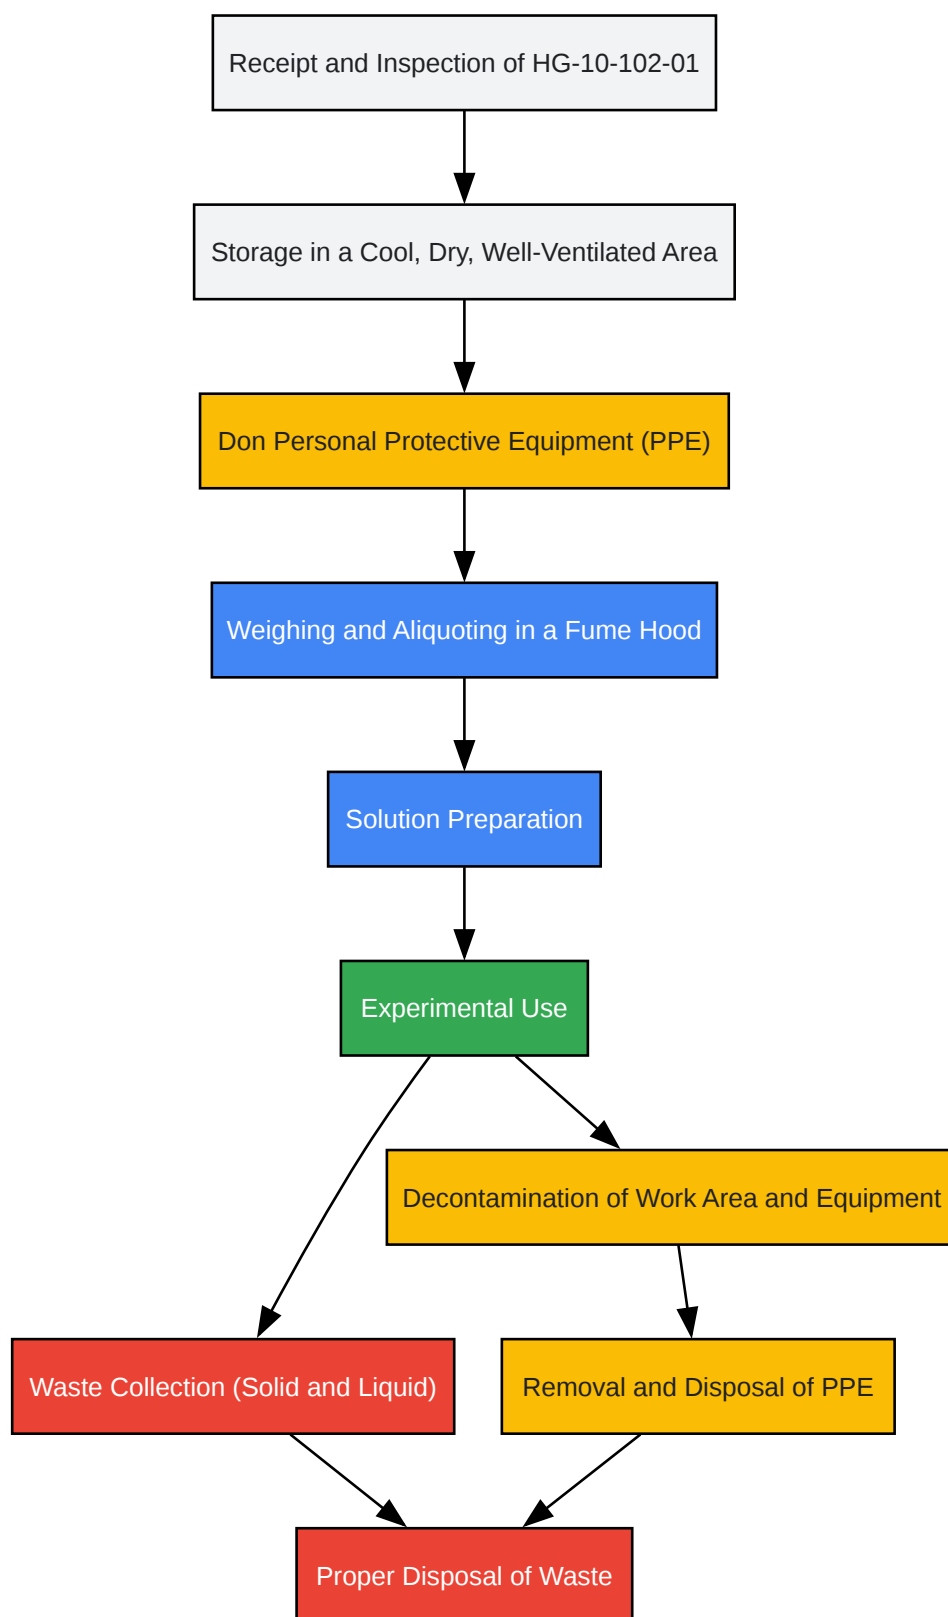 Receipt and Inspection of HG-10-102-01
Storage in a Cool, Dry, Well-Ventilated Area
Don Personal Protective Equipment (PPE)
Weighing and Aliquoting in a Fume Hood
Solution Preparation
Experimental Use
Decontamination of Work Area and Equipment
Waste Collection (Solid and Liquid)
Removal and Disposal of PPE
Proper Disposal of Waste